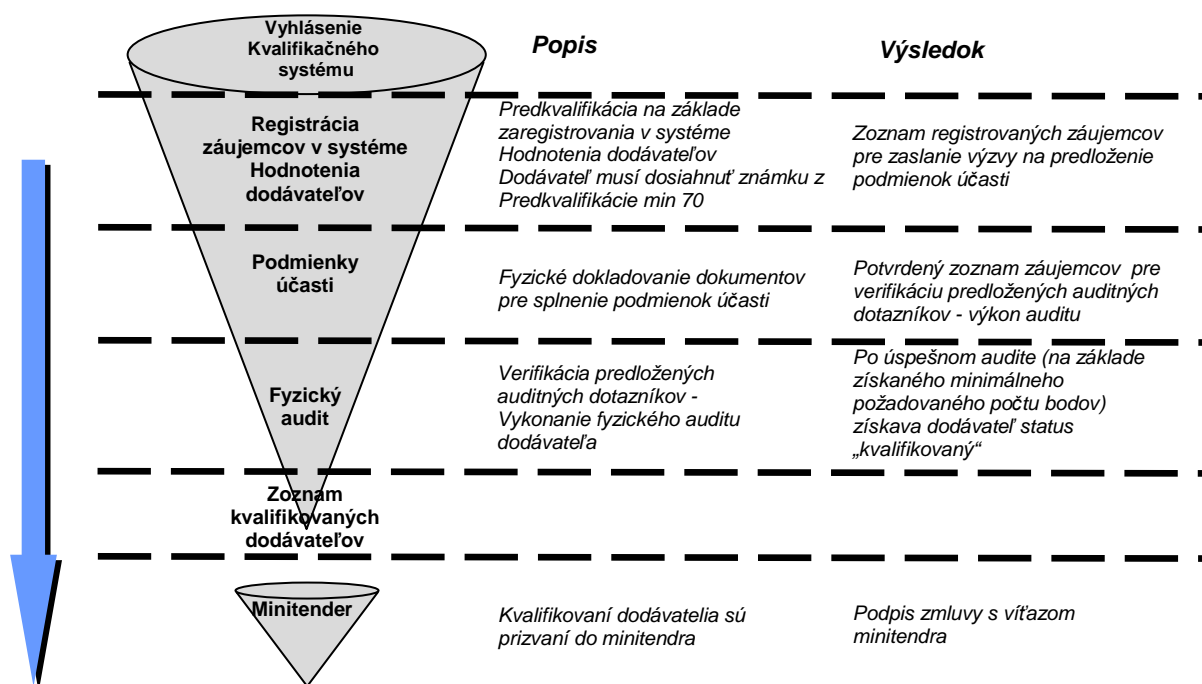 Vyhlásenie
Kvalifikačného
systému
Popis
Výsledok
Registrácia
záujemcov v systéme
Hodnotenia
dodávateľov
Predkvalifikácia na základe
zaregistrovania v systéme
Hodnotenia dodávateľov
Dodávateľ musí dosiahnuť známku z
Predkvalifikácie min 70
Zoznam registrovaných záujemcov
pre zaslanie výzvy na predloženie
podmienok účasti
Podmienky
účasti
Fyzické dokladovanie dokumentov
pre splnenie podmienok účasti
Potvrdený zoznam záujemcov pre
verifikáciu predložených auditných
dotazníkov - výkon auditu
Fyzický
audit
Verifikácia predložených
auditných dotazníkov -
Vykonanie fyzického auditu
dodávateľa
Po úspešnom audite (na základe
získaného minimálneho
požadovaného počtu bodov)
získava dodávateľ status
„kvalifikovaný“
Zoznam
kvalifikovaných
dodávateľov
Minitender
Kvalifikovaní dodávatelia sú
prizvaní do minitendra
Podpis zmluvy s víťazom
minitendra